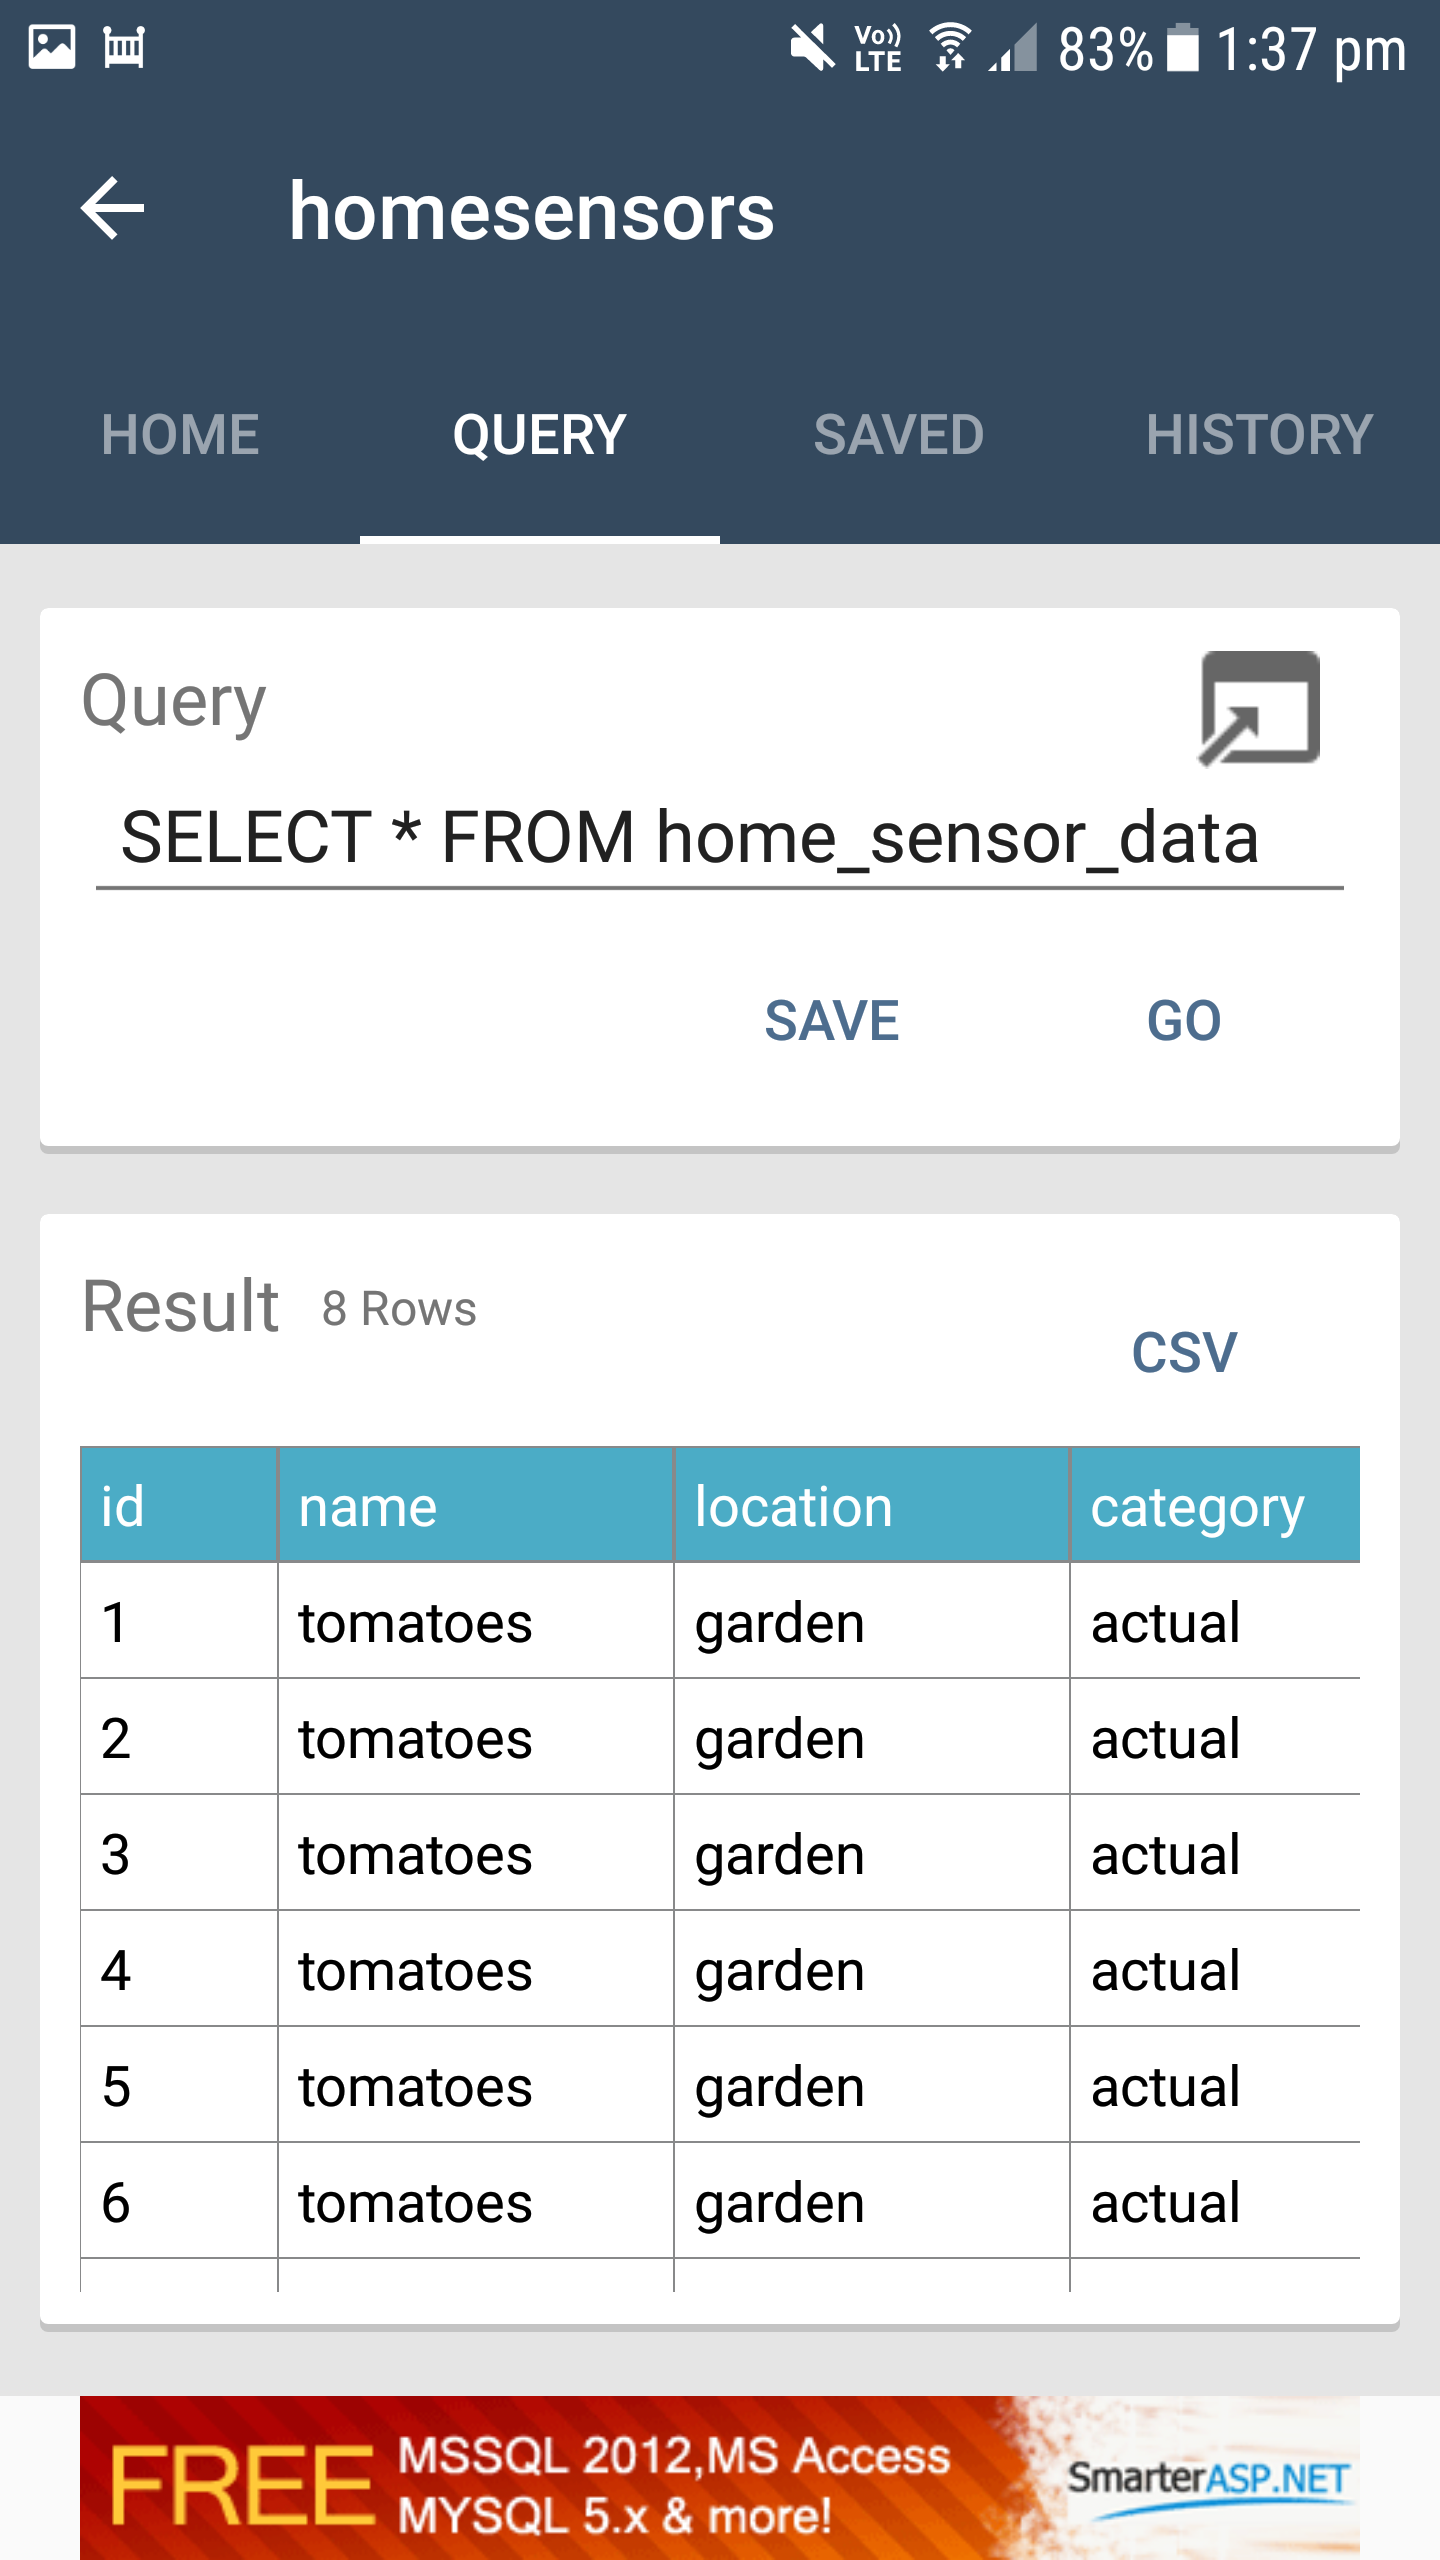 Vo)) LTE 83% 1:37 pm
homesensors
HOME QUERY SAVED HISTORY
Query
SELECT * FROM home_sensor_data
SAVE GO
Result 8 Rows
CSV
id name location category
1 tomatoes garden actual
2 tomatoes garden actual
3 tomatoes garden actual
4 tomatoes garden actual
5 tomatoes garden actual
6 tomatoes garden actual
FREE MSSQL 2012,MS Access
MYSQL 5.x & more!
SmarterASP.NET